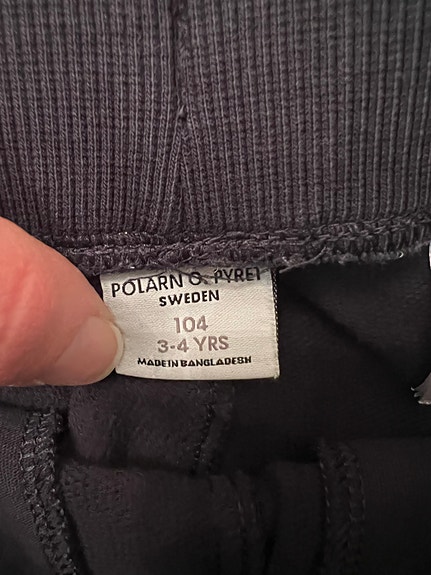 POLARN O. PYRET
SWEDEN
104
3-4 YRS
MADE IN BANGLADESH